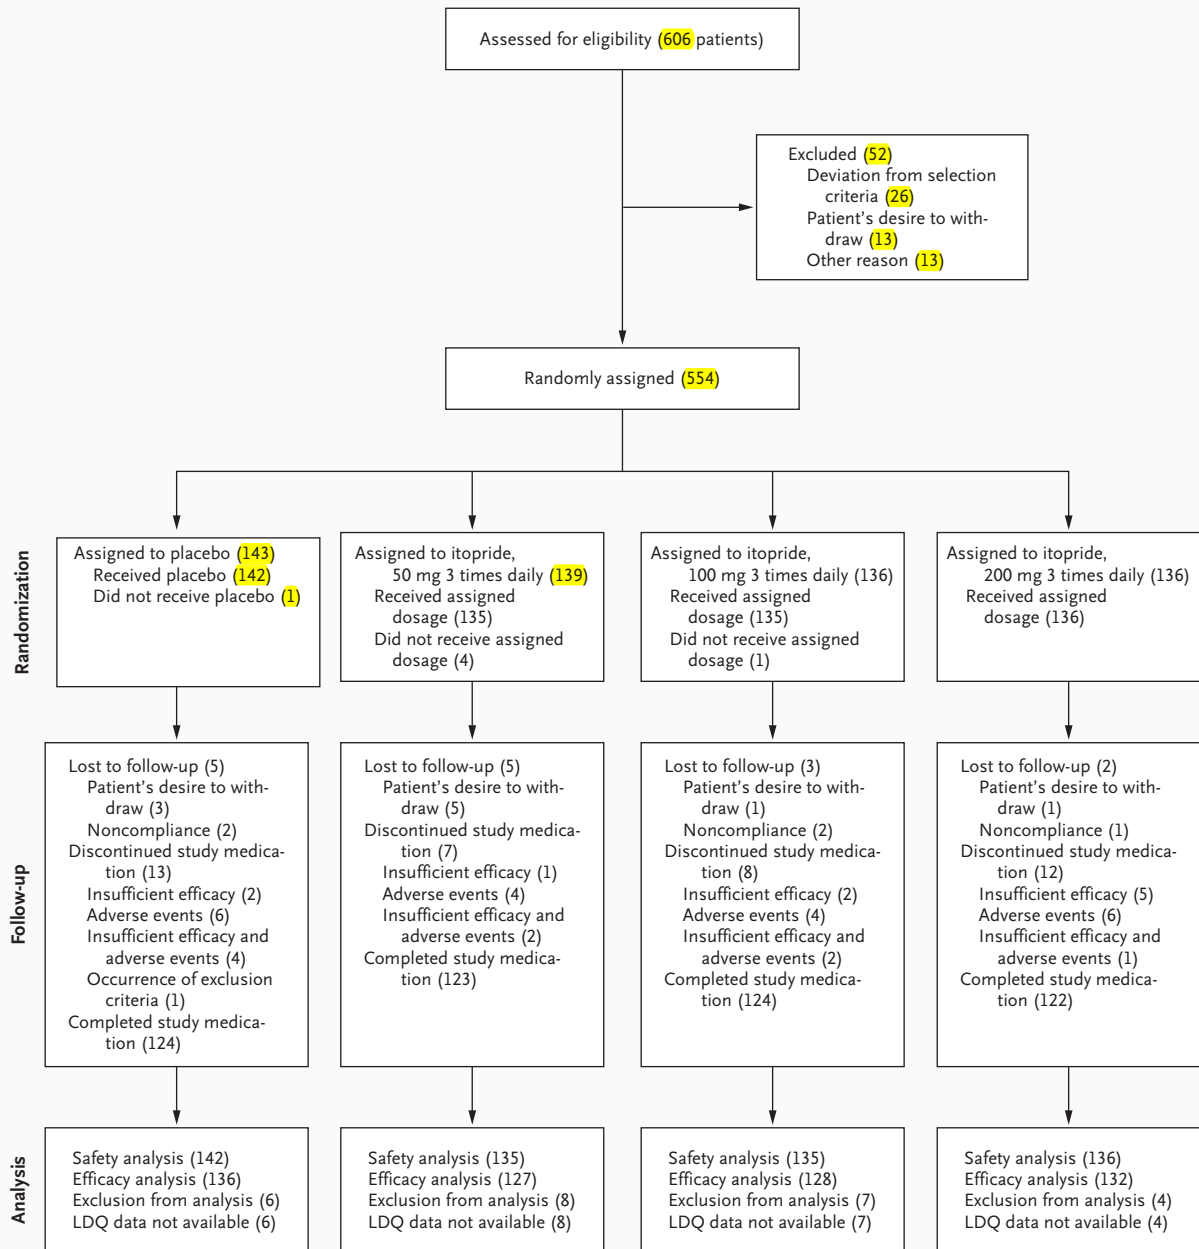 Assessed for eligibility (606 patients)
Excluded (52)
Deviation from selection
criteria (26)
Patient's desire to with-
draw (13)
Other reason (13)
Randomly assigned (554)
Randomization
Assigned to placebo (143)
Received placebo (142)
Did not receive placebo (1)
Assigned to itopride,
50 mg 3 times daily (139)
Received assigned
dosage (135)
Did not receive assigned
dosage (4)
Assigned to itopride,
100 mg 3 times daily (136)
Received assigned
dosage (135)
Did not receive assigned
dosage (1)
Assigned to itopride,
200 mg 3 times daily (136)
Received assigned
dosage (136)
Follow-up
Lost to follow-up (5)
Patient's desire to with-
draw (3)
Noncompliance (2)
Discontinued study medica-
tion (13)
Insufficient efficacy (2)
Adverse events (6)
Insufficient efficacy and
adverse events (4)
Occurrence of exclusion
criteria (1)
Completed study medica-
tion (124)
Lost to follow-up (5)
Patient's desire to with-
draw (5)
Discontinued study medica-
tion (7)
Insufficient efficacy (1)
Adverse events (4)
Insufficient efficacy and
adverse events (2)
Completed study medica-
tion (123)
Lost to follow-up (3)
Patient's desire to with-
draw (1)
Noncompliance (2)
Discontinued study medica-
tion (8)
Insufficient efficacy (2)
Adverse events (4)
Insufficient efficacy and
adverse events (2)
Completed study medica-
tion (124)
Lost to follow-up (2)
Patient's desire to with-
draw (1)
Noncompliance (1)
Discontinued study medica-
tion (12)
Insufficient efficacy (5)
Adverse events (6)
Insufficient efficacy and
adverse events (1)
Completed study medica-
tion (122)
Analysis
Safety analysis (142)
Efficacy analysis (136)
Exclusion from analysis (6)
LDQ data not available (6)
Safety analysis (135)
Efficacy analysis (127)
Exclusion from analysis (8)
LDQ data not available (8)
Safety analysis (135)
Efficacy analysis (128)
Exclusion from analysis (7)
LDQ data not available (7)
Safety analysis (136)
Efficacy analysis (132)
Exclusion from analysis (4)
LDQ data not available (4)